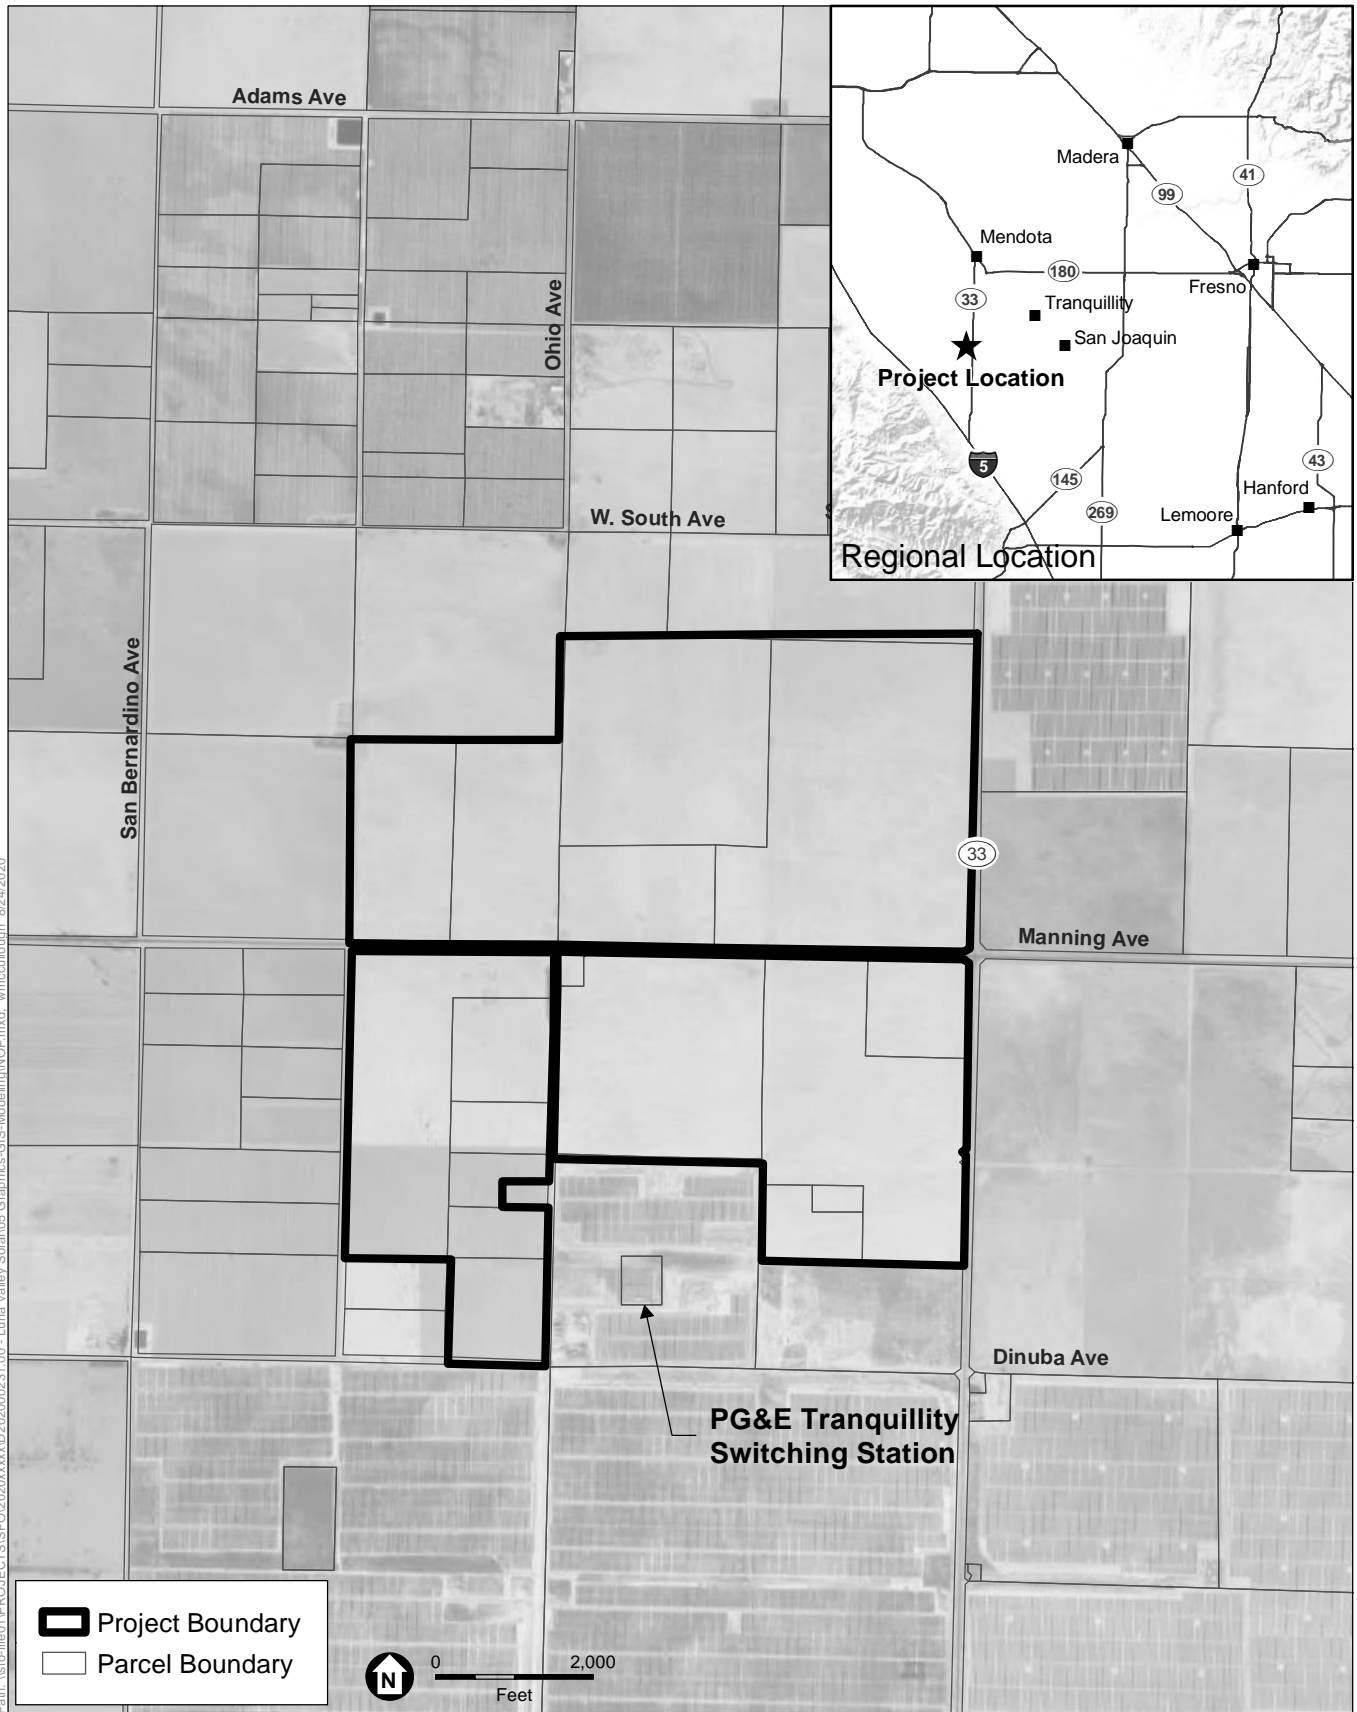 Adams Ave
Ohio Ave
W. South Ave
San Bernardino Ave
33
Manning Ave
Dinuba Ave
PG&E Tranquillity
Switching Station
Madera
99
41
Mendota
180
Fresno
33
Tranquillity
San Joaquin
Project Location
5
145
43
269
Hanford
Lemoore
Regional Location
Project Boundary
Parcel Boundary
N
0
2,000
Feet